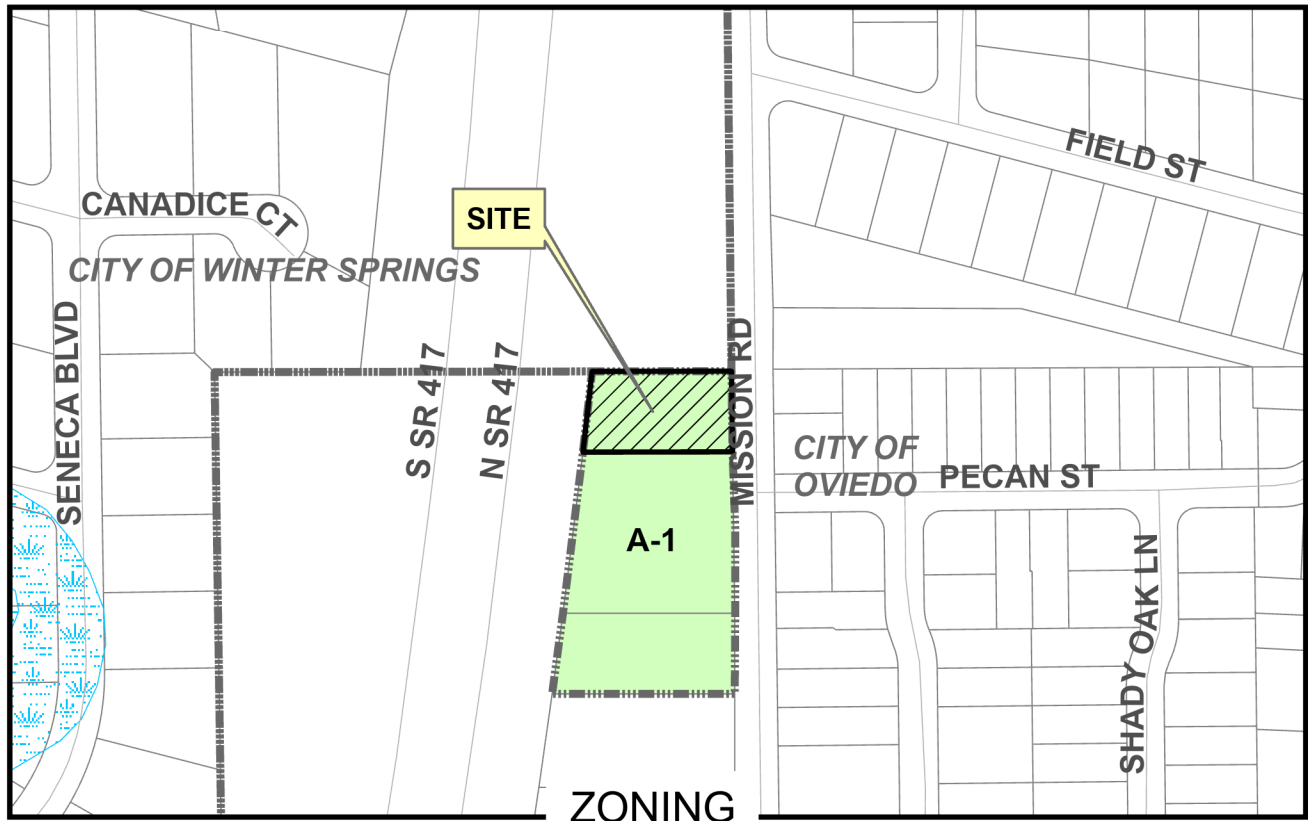 FIELD ST
CANADICE CT
SITE
CITY OF WINTER SPRINGS
SENECA BLVD
S SR 417
N SR 417
MISSION RD
CITY OF
OVIEDO
PECAN ST
A-1
SHADY OAK LN
ZONING